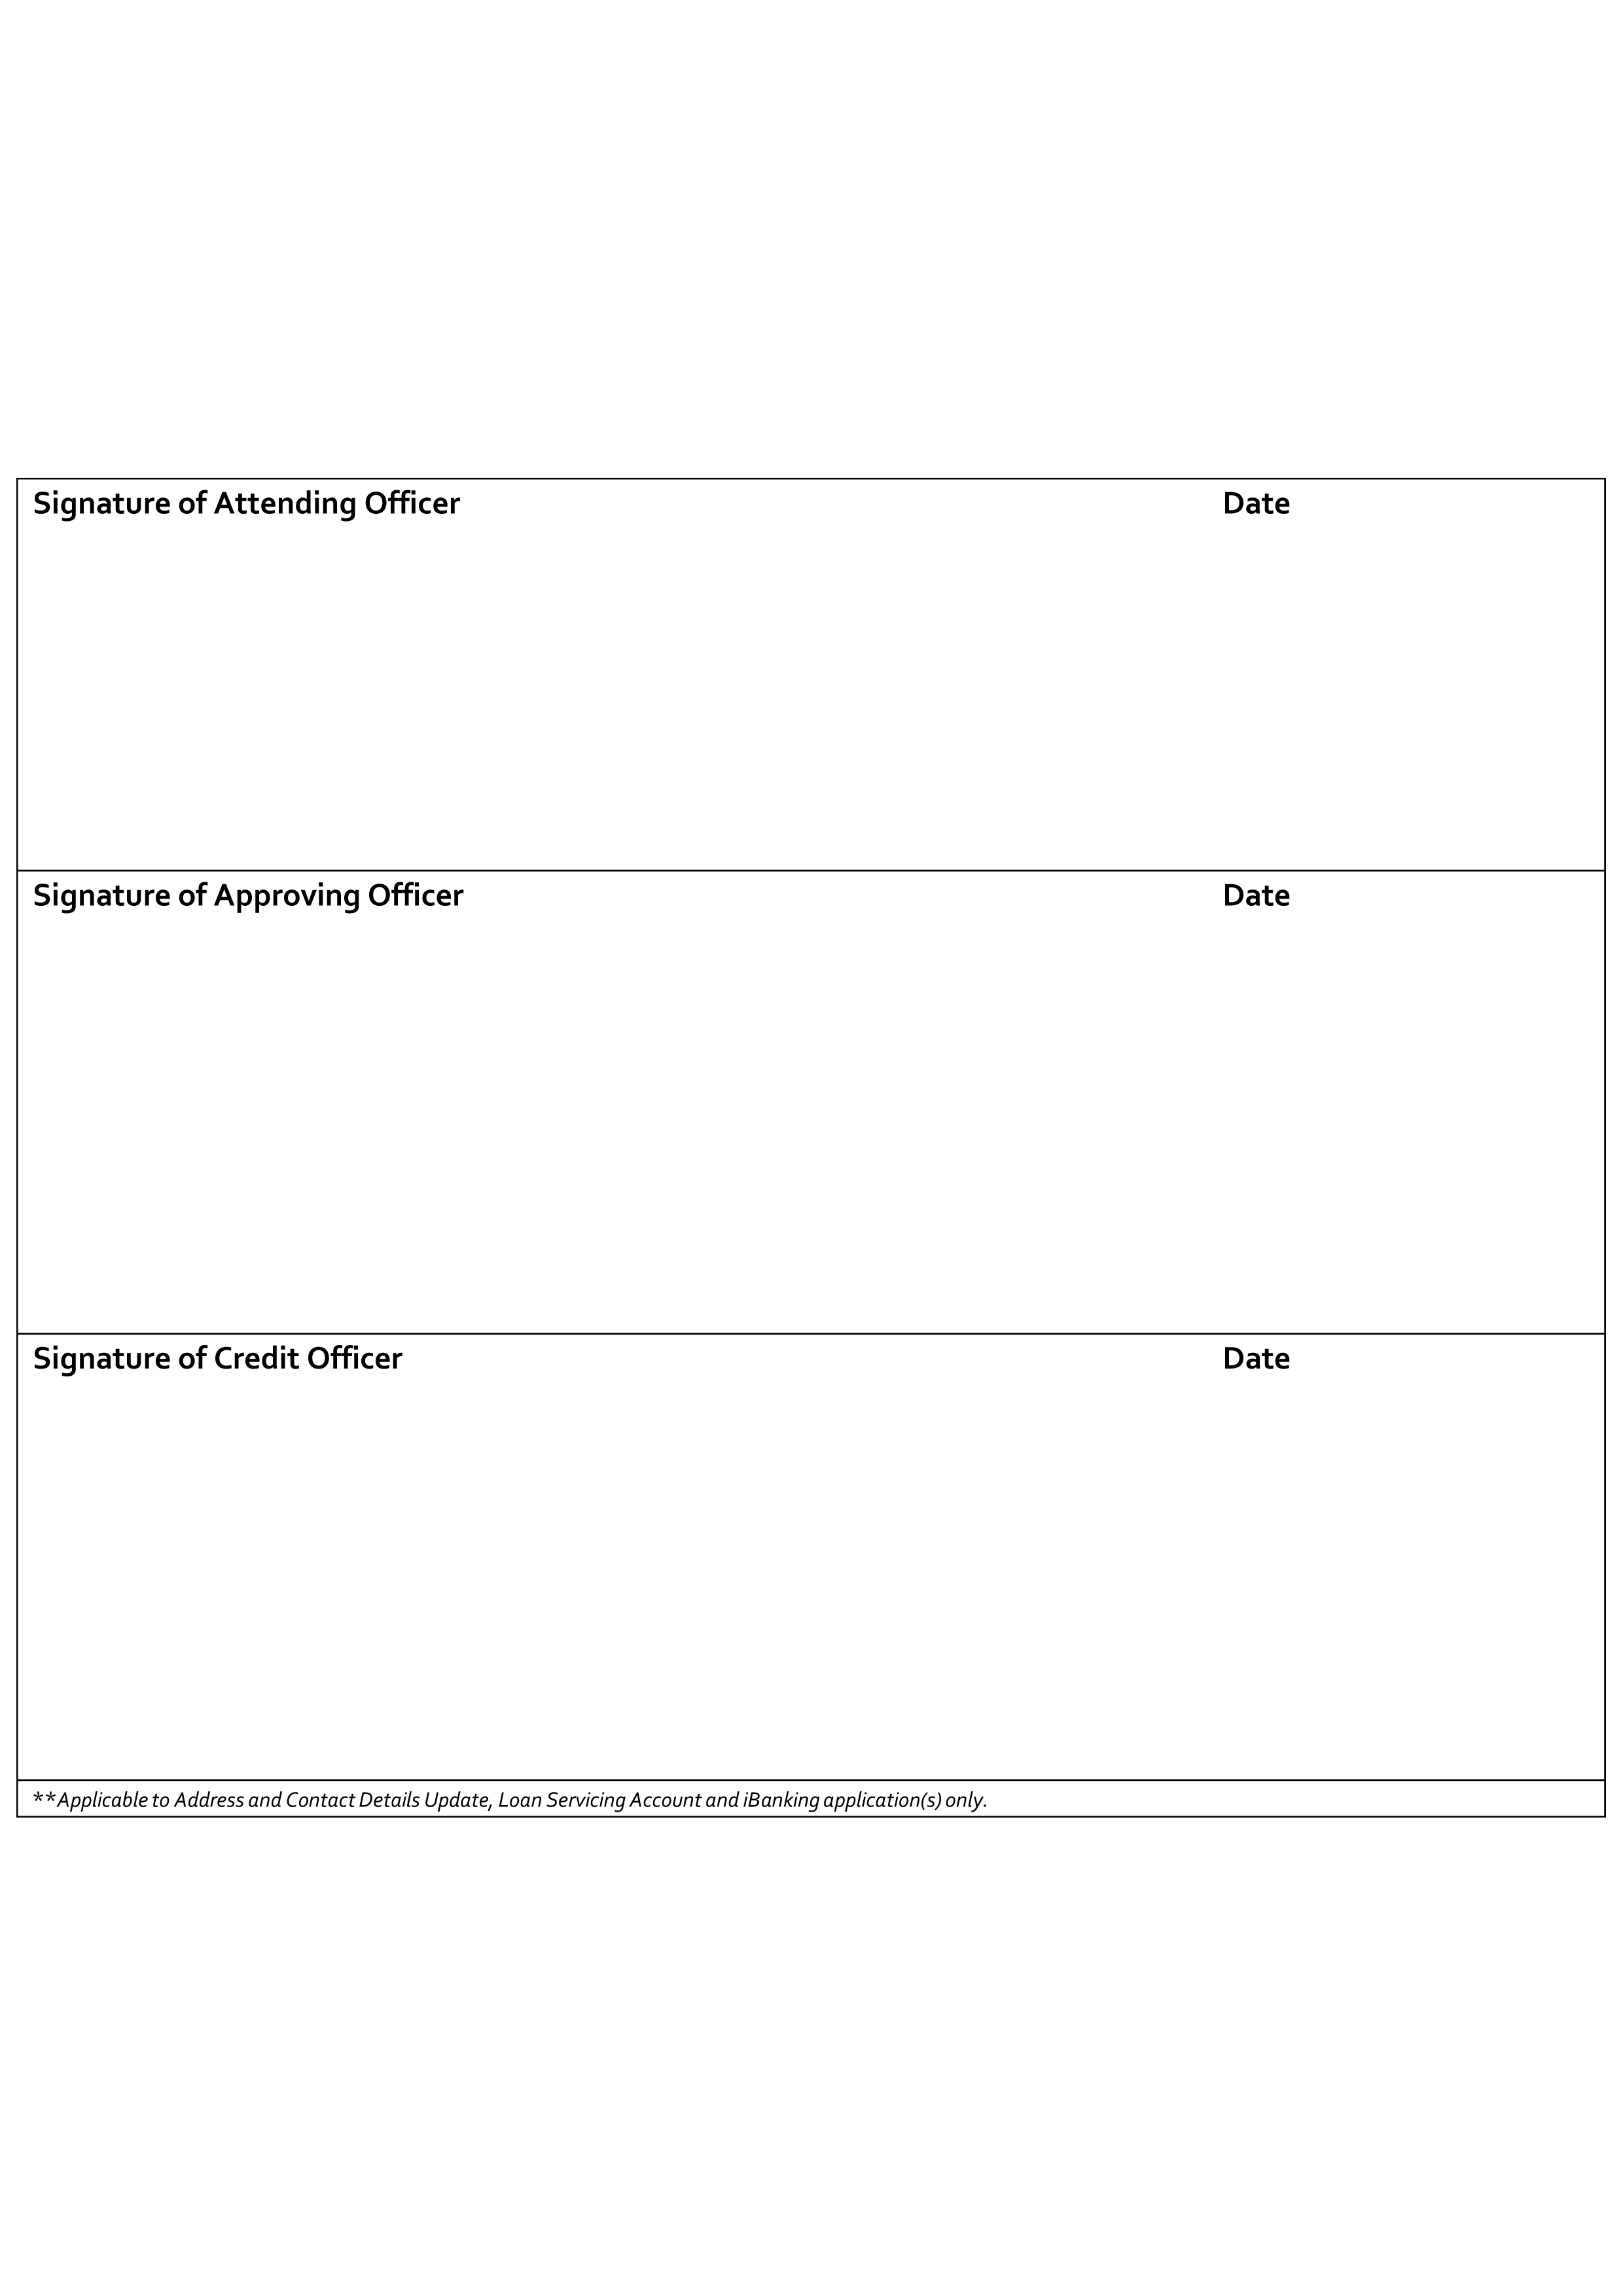 Signature of Attending Officer Date
Signature of Approving Officer Date
Signature of Credit Officer Date
**Applicable to Address and Contact Details Update, Loan Servicing Account and iBanking application(s) only.